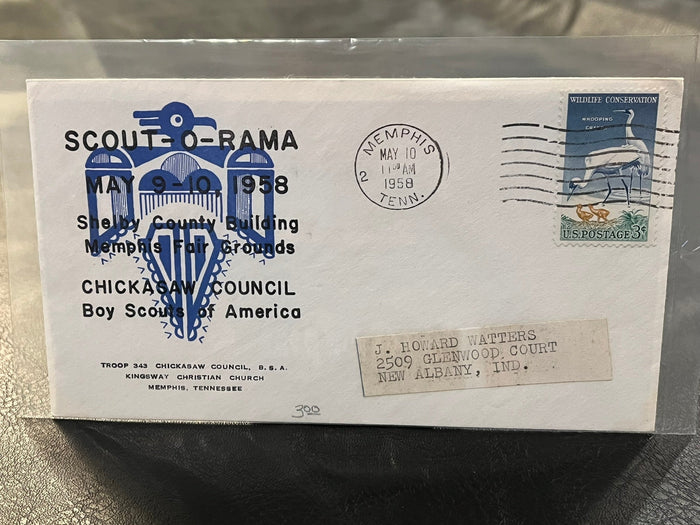 SCOUT-O-RAMA
MAY 9-10, 1958
Shelby County Building
Memphis Fair Grounds
CHICKASAW COUNCIL
Boy Scouts of America
TROOP 343 CHICKASAW COUNCIL, B.S.A.
KINGSWAY CHRISTIAN CHURCH
MEMPHIS, TENNESSEE
3.00
MEMPHIS
MAY 10
11 AM
1958
TENN.
2
WILDLIFE CONSERVATION
WHOOPING
U.S. POSTAGE 3¢
J. HOWARD WATTERS
2509 GLENWOOD COURT
NEW ALBANY, IND.